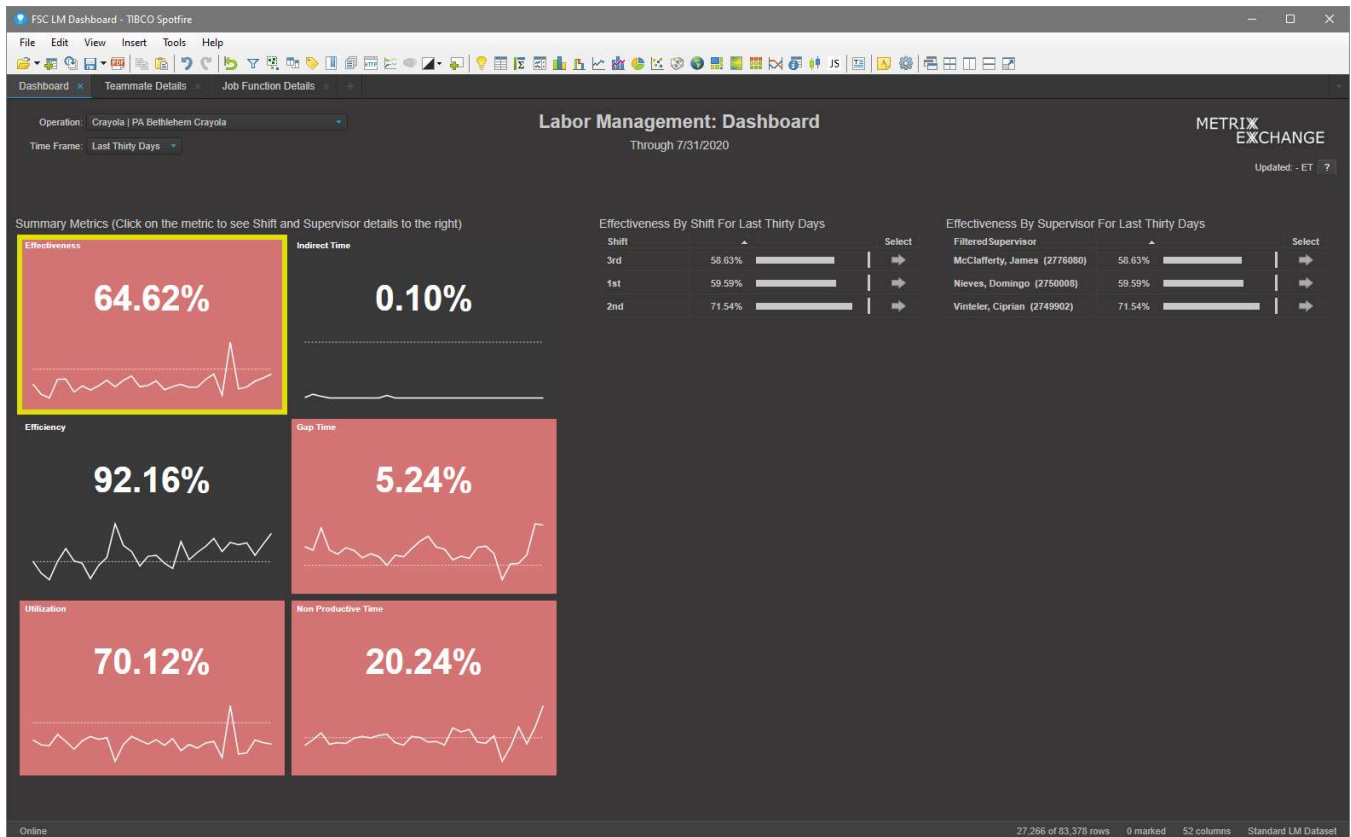 FSC LM Dashboard - TIBCO Spotfire
File Edit View Insert Tools Help
Dashboard Teammate Details Job Function Details
Operation: Crayola | PA Bethlehem Crayola
Time Frame: Last Thirty Days
Labor Management: Dashboard
Through 7/31/2020
METRIX
EXCHANGE
Updated: - ET ?
Summary Metrics (Click on the metric to see Shift and Supervisor details to the right)
Effectiveness
64.62%
Indirect Time
0.10%
Efficiency
92.16%
Gap Time
5.24%
Utilization
70.12%
Non Productive Time
20.24%
Effectiveness By Shift For Last Thirty Days
Shift Select
3rd 58.63%
1st 59.59%
2nd 71.54%
Effectiveness By Supervisor For Last Thirty Days
FilteredSupervisor Select
McClafferty, James (2776080) 58.63%
Nieves, Domingo (2750008) 59.59%
Vinteler, Ciprian (2749902) 71.54%
Online 27,266 of 83,378 rows 0 marked 52 columns Standard LM Dataset